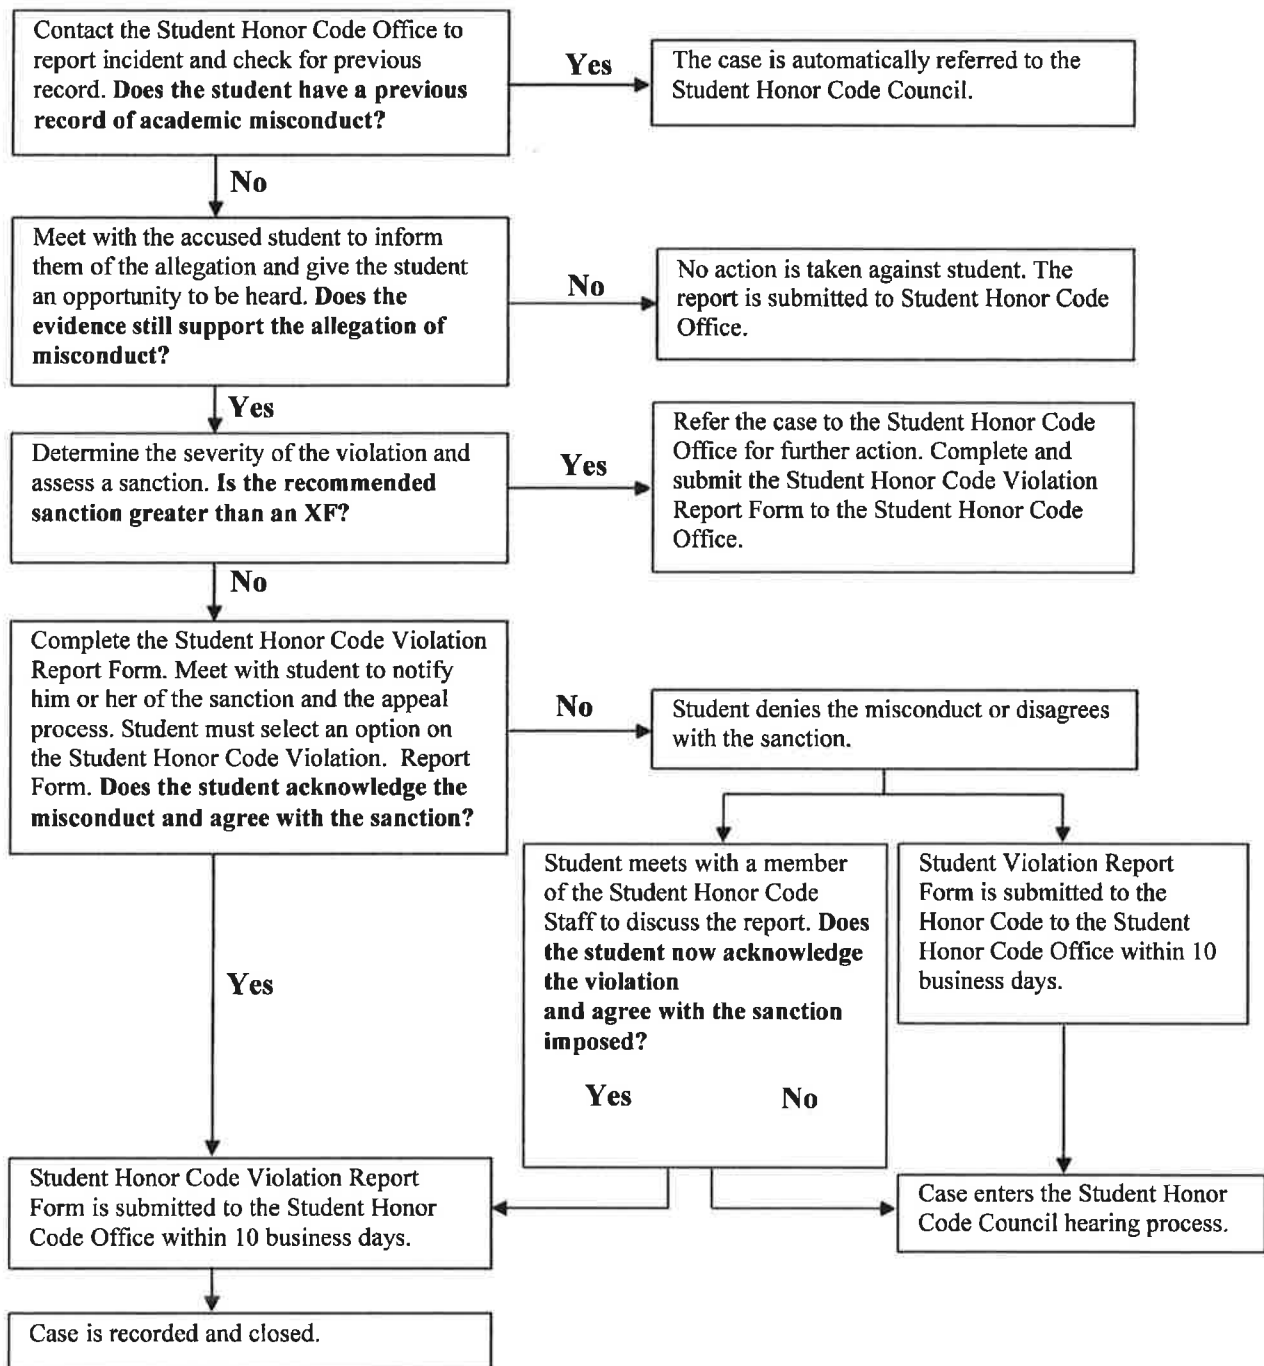 Contact the Student Honor Code Office to
report incident and check for previous
record. Does the student have a previous
record of academic misconduct?
Yes
The case is automatically referred to the
Student Honor Code Council.
No
Meet with the accused student to inform
them of the allegation and give the student
an opportunity to be heard. Does the
evidence still support the allegation of
misconduct?
No
No action is taken against student. The
report is submitted to Student Honor Code
Office.
Yes
Determine the severity of the violation and
assess a sanction. Is the recommended
sanction greater than an XF?
Yes
Refer the case to the Student Honor Code
Office for further action. Complete and
submit the Student Honor Code Violation
Report Form to the Student Honor Code
Office.
No
Complete the Student Honor Code Violation
Report Form. Meet with student to notify
him or her of the sanction and the appeal
process. Student must select an option on
the Student Honor Code Violation. Report
Form. Does the student acknowledge the
misconduct and agree with the sanction?
No
Student denies the misconduct or disagrees
with the sanction.
Student meets with a member
of the Student Honor Code
Staff to discuss the report. Does
the student now acknowledge
the violation
and agree with the sanction
imposed?
Yes No
Student Violation Report
Form is submitted to the
Honor Code to the Student
Honor Code Office within 10
business days.
Yes
Student Honor Code Violation Report
Form is submitted to the Student Honor
Code Office within 10 business days.
Case enters the Student Honor
Code Council hearing process.
Case is recorded and closed.